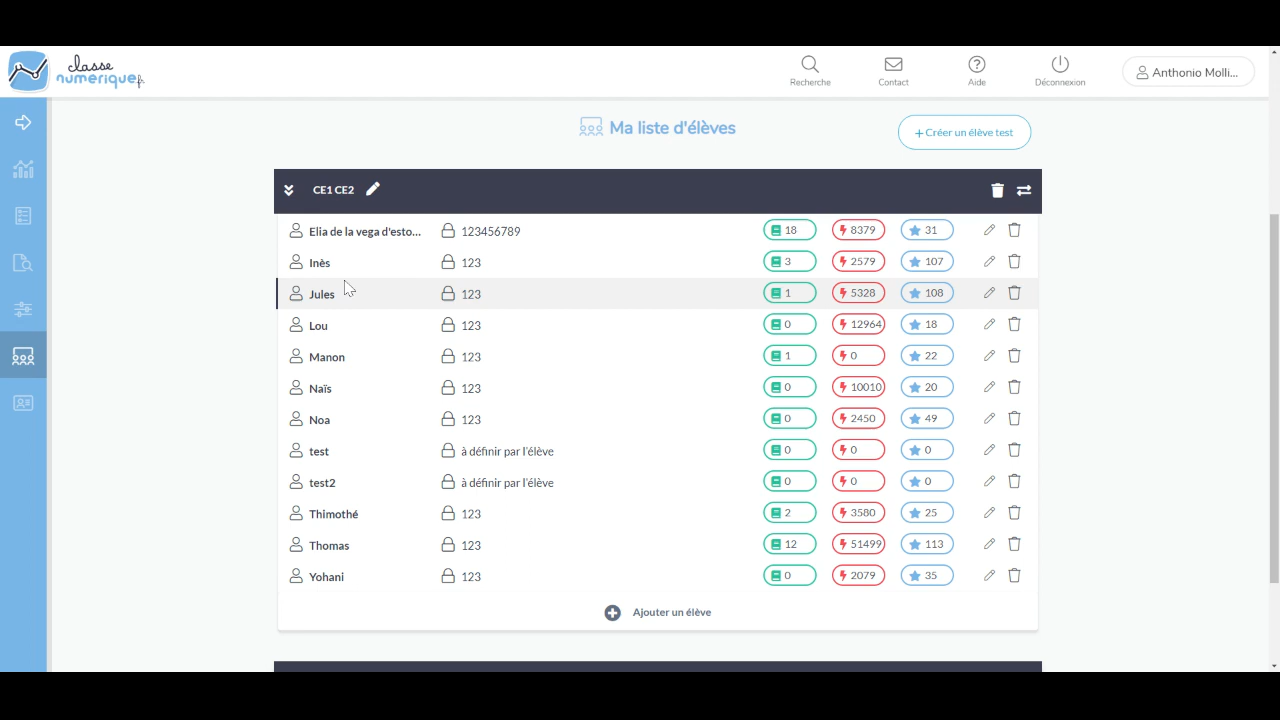 classe
numerique.fr
Recherche
Contact
Aide
Déconnexion
Anthonio Molli...
Ma liste d'élèves
+ Créer un élève test
CE1 CE2
Elia de la vega d'esto... 123456789 18 8379 31
Inès 123 3 2579 107
Jules 123 1 5328 108
Lou 123 0 12964 18
Manon 123 1 0 22
Naïs 123 0 10010 20
Noa 123 0 2450 49
test à définir par l'élève 0 0 0
test2 à définir par l'élève 0 0 0
Thimothé 123 2 3580 25
Thomas 123 12 51499 113
Yohani 123 0 2079 35
Ajouter un élève